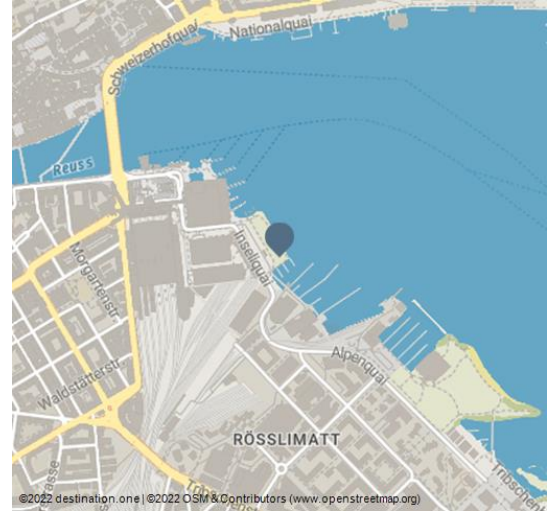 Nationalquai
Schweizerhofquai
Reuss
Morgartenstr.
Inseliquai
Waldstätterstr.
Alpenquai
RÖSSLIMATT
©2022 destination.one | ©2022 OSM & Contributors (www.openstreetmap.org)